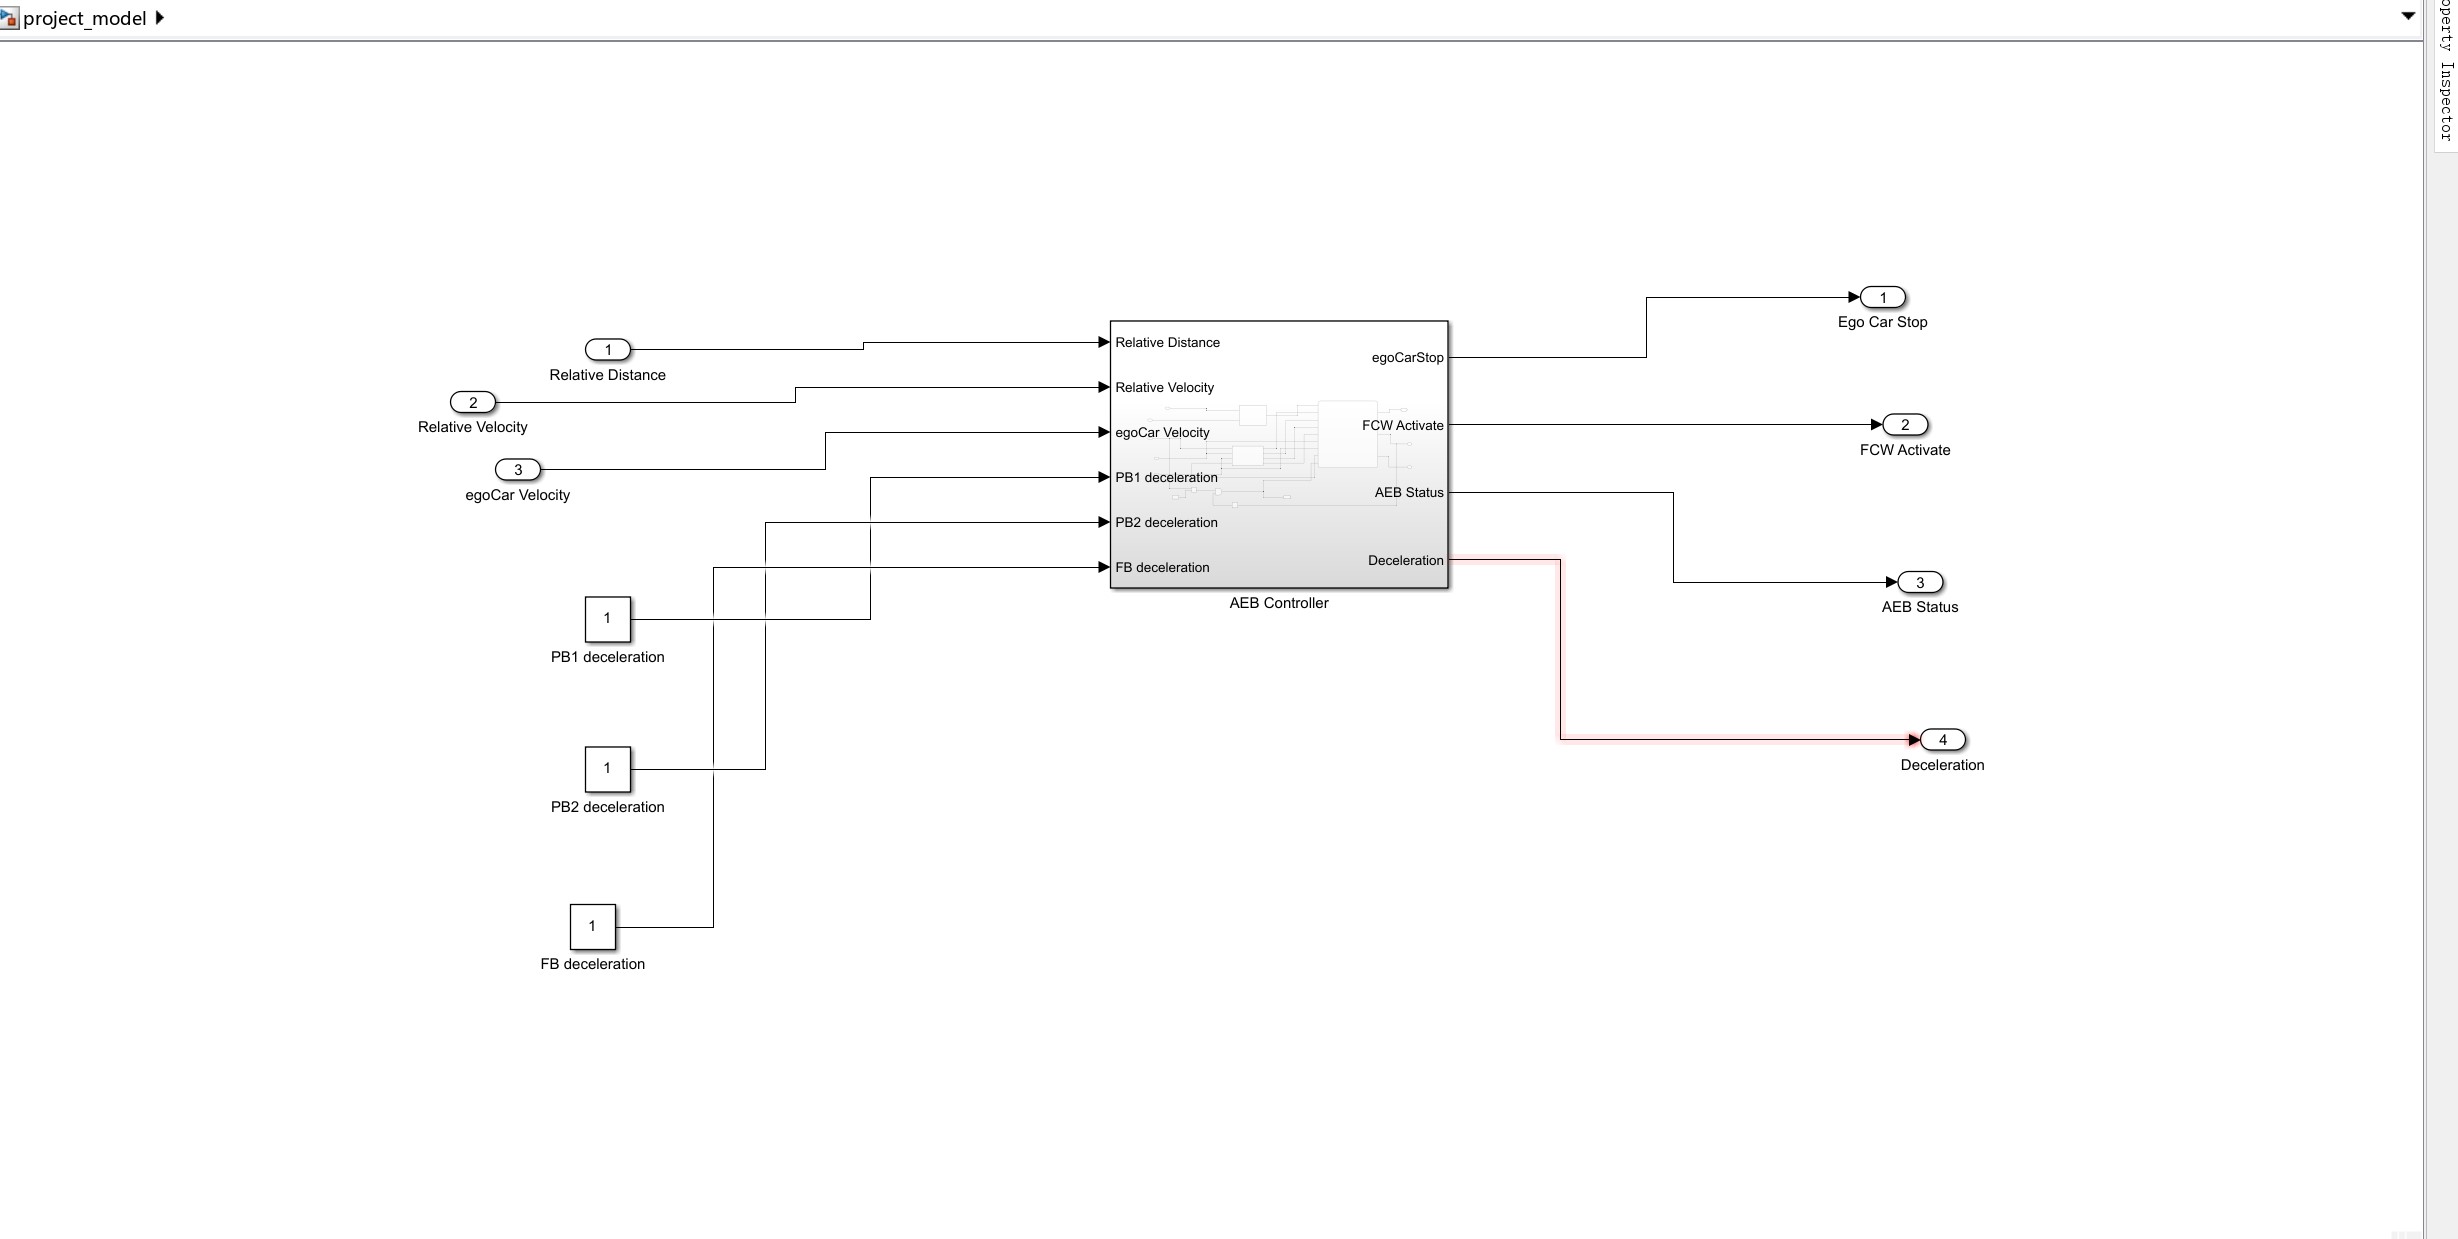 project_model
operty Inspector
1
Relative Distance
2
Relative Velocity
3
egoCar Velocity
1
PB1 deceleration
1
PB2 deceleration
1
FB deceleration
Relative Distance
Relative Velocity
egoCar Velocity
PB1 deceleration
PB2 deceleration
FB deceleration
egoCarStop
FCW Activate
AEB Status
Deceleration
AEB Controller
1
Ego Car Stop
2
FCW Activate
3
AEB Status
4
Deceleration